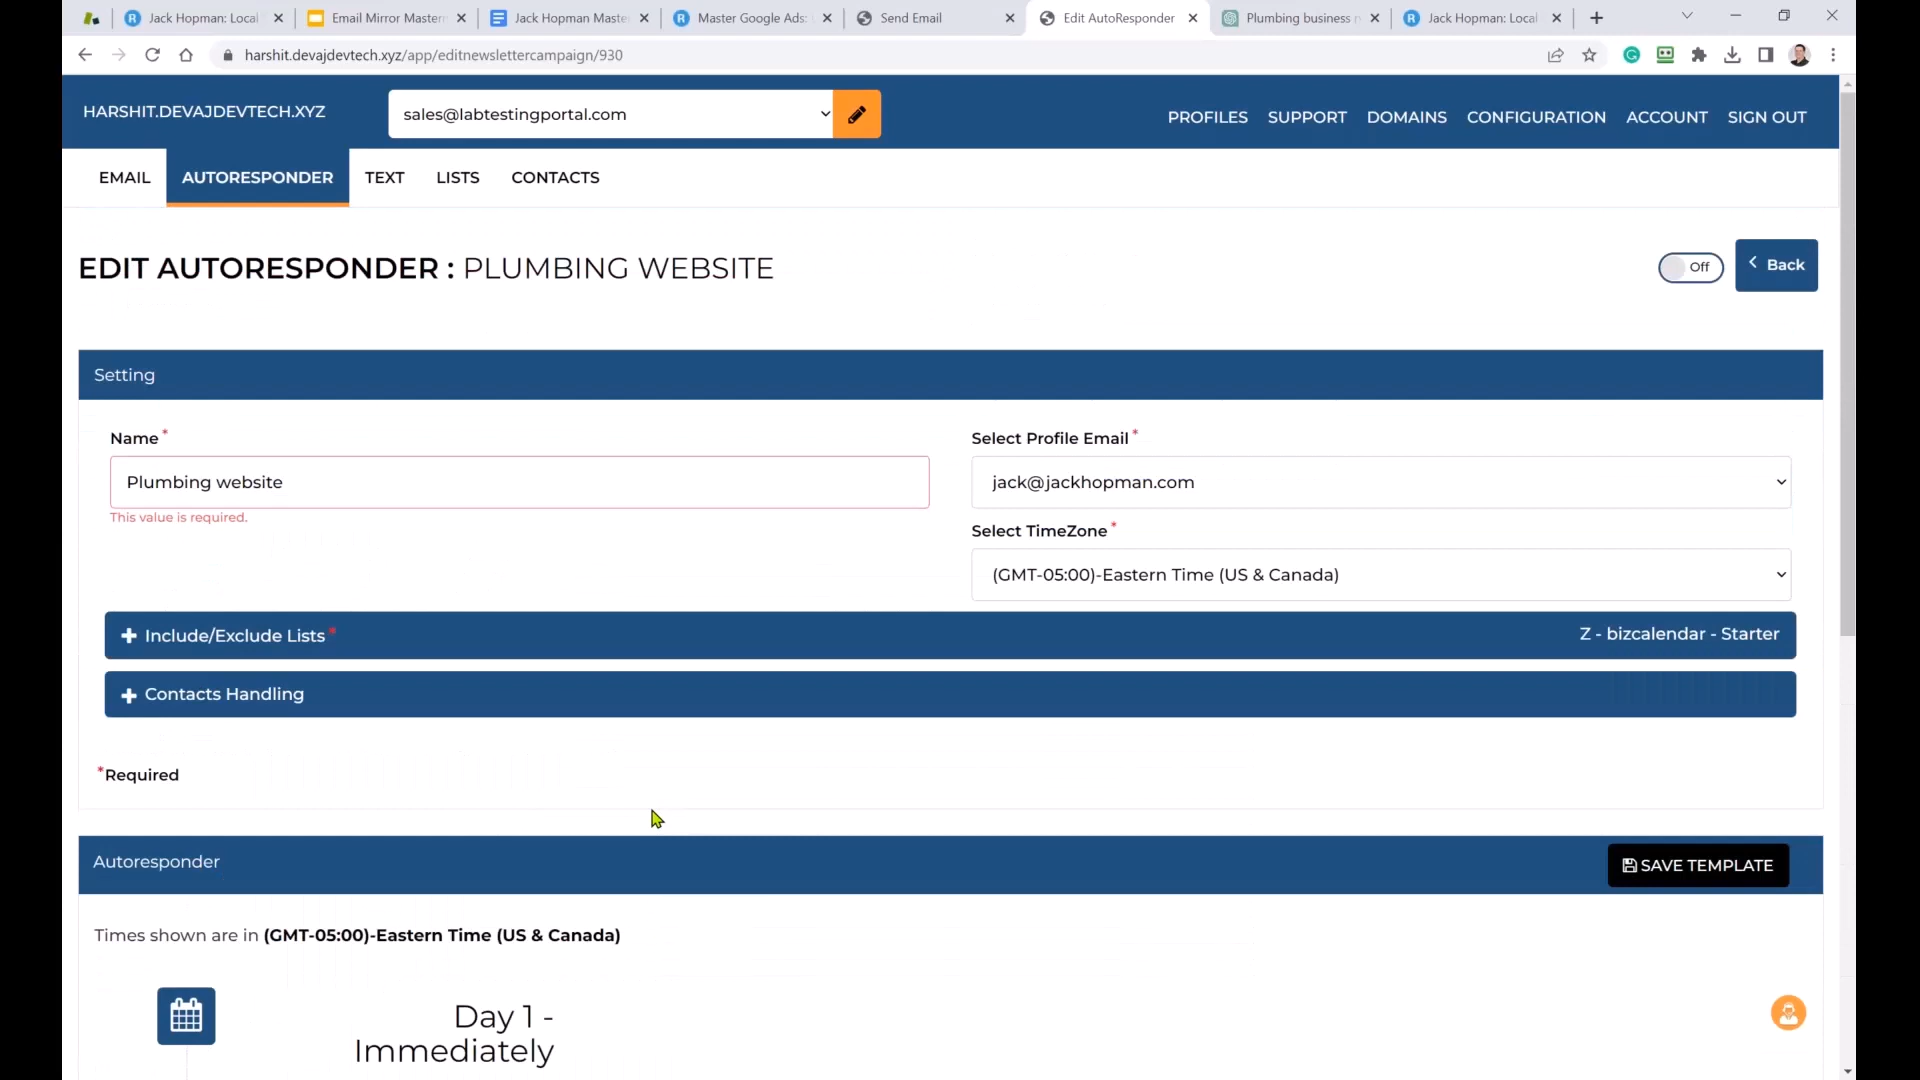 Jack Hopman: Local
Email Mirror Master
Jack Hopman Maste
Master Google Ads:
Send Email
Edit AutoResponder
Plumbing business n
Jack Hopman: Local
harshit.devajdevtech.xyz/app/editnewslettercampaign/930
HARSHIT.DEVAJDEVTECH.XYZ
sales@labtestingportal.com
PROFILES SUPPORT DOMAINS CONFIGURATION ACCOUNT SIGN OUT
EMAIL AUTORESPONDER TEXT LISTS CONTACTS
EDIT AUTORESPONDER : PLUMBING WEBSITE
Off
Back
Setting
Name *
Select Profile Email *
Plumbing website
jack@jackhopman.com
This value is required.
Select TimeZone *
(GMT-05:00)-Eastern Time (US & Canada)
Include/Exclude Lists *
Z - bizcalendar - Starter
Contacts Handling
*Required
Autoresponder
SAVE TEMPLATE
Times shown are in (GMT-05:00)-Eastern Time (US & Canada)
Day 1 -
Immediately